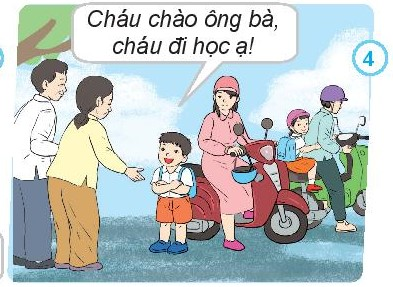 Cháu chào ông bà,
cháu đi học ạ!
4